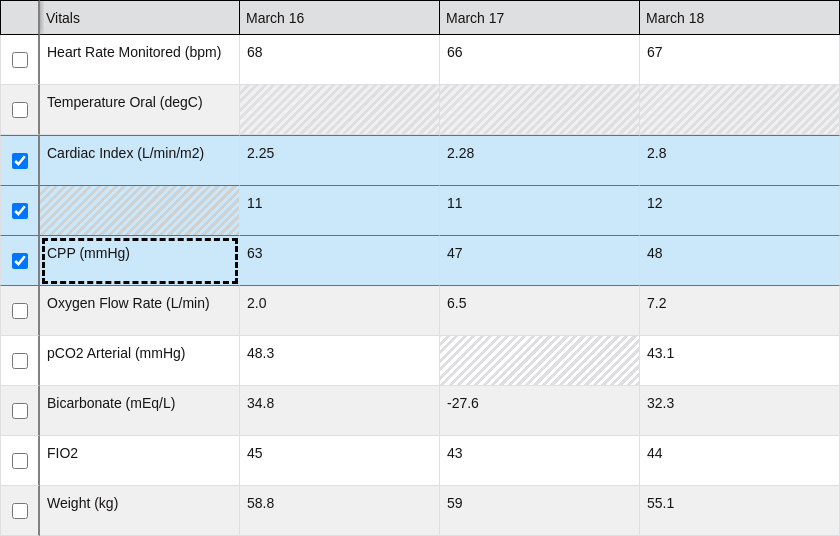 Vitals March 16 March 17 March 18
Heart Rate Monitored (bpm) 68 66 67
Temperature Oral (degC)
Cardiac Index (L/min/m2) 2.25 2.28 2.8
11 11 12
CPP (mmHg) 63 47 48
Oxygen Flow Rate (L/min) 2.0 6.5 7.2
pCO2 Arterial (mmHg) 48.3 43.1
Bicarbonate (mEq/L) 34.8 -27.6 32.3
FIO2 45 43 44
Weight (kg) 58.8 59 55.1